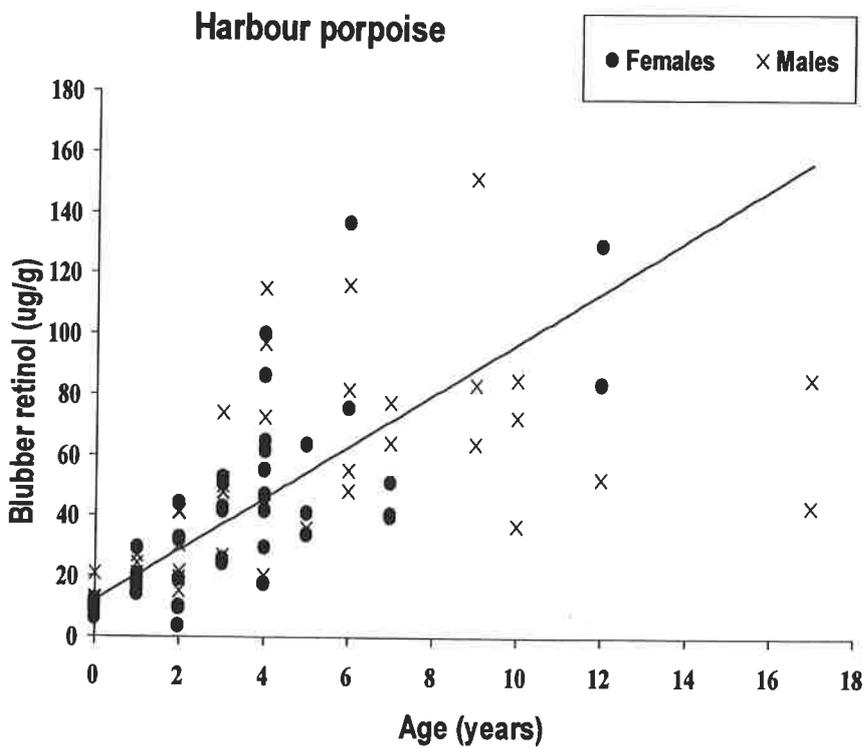 Harbour porpoise
● Females × Males
180
160
140
120
100
80
60
40
20
0
Blubber retinol (ug/g)
0 2 4 6 8 10 12 14 16 18
Age (years)